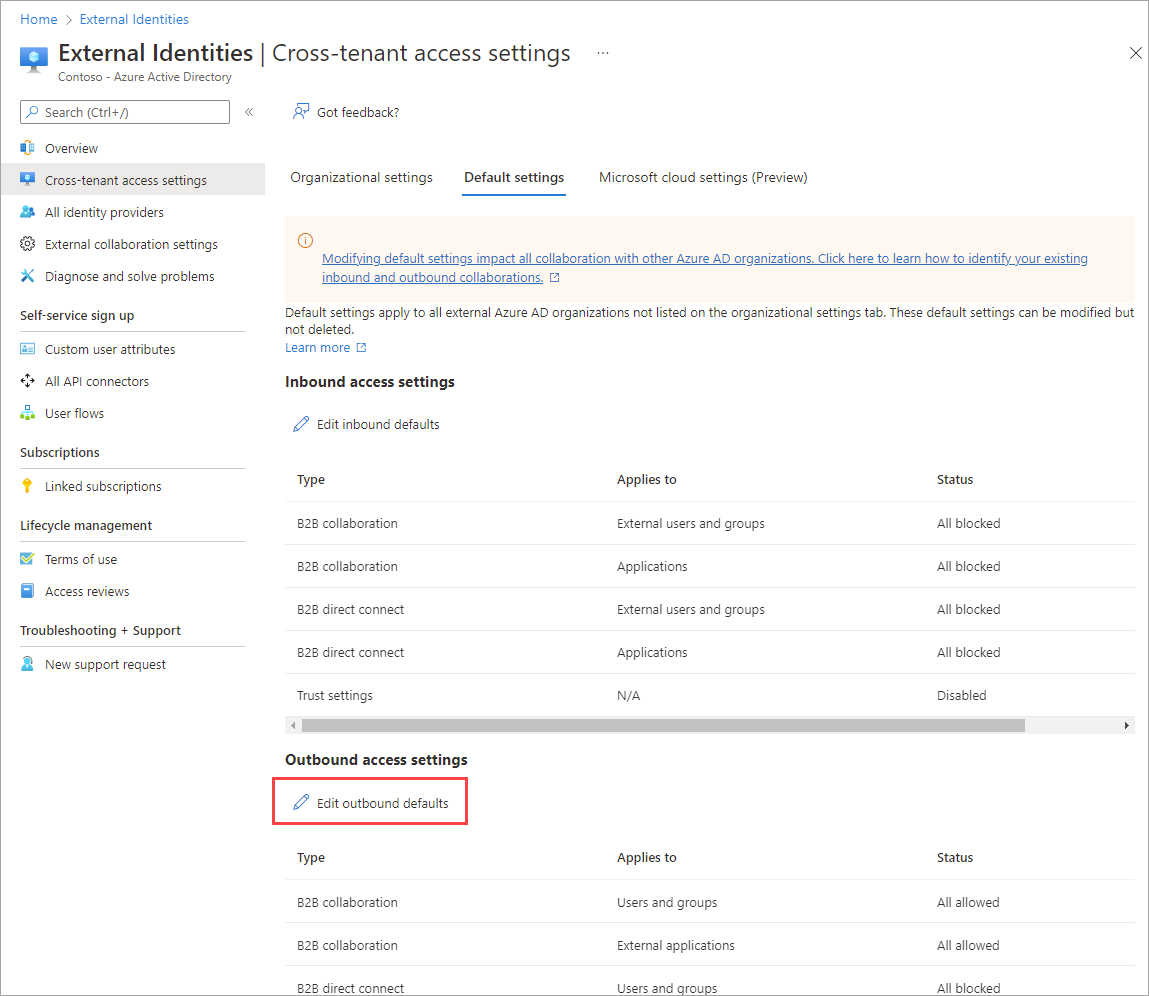 Home > External Identities
External Identities | Cross-tenant access settings ...
Contoso - Azure Active Directory
Search (Ctrl+/)
«
Got feedback?
Overview
Cross-tenant access settings
All identity providers
External collaboration settings
Diagnose and solve problems
Self-service sign up
Custom user attributes
All API connectors
User flows
Subscriptions
Linked subscriptions
Lifecycle management
Terms of use
Access reviews
Troubleshooting + Support
New support request
Organizational settings Default settings Microsoft cloud settings (Preview)
Modifying default settings impact all collaboration with other Azure AD organizations. Click here to learn how to identify your existing
inbound and outbound collaborations.
Default settings apply to all external Azure AD organizations not listed on the organizational settings tab. These default settings can be modified but
not deleted.
Learn more
Inbound access settings
Edit inbound defaults
Type Applies to Status
B2B collaboration External users and groups All blocked
B2B collaboration Applications All blocked
B2B direct connect External users and groups All blocked
B2B direct connect Applications All blocked
Trust settings N/A Disabled
Outbound access settings
Edit outbound defaults
Type Applies to Status
B2B collaboration Users and groups All allowed
B2B collaboration External applications All allowed
B2B direct connect Users and groups All blocked